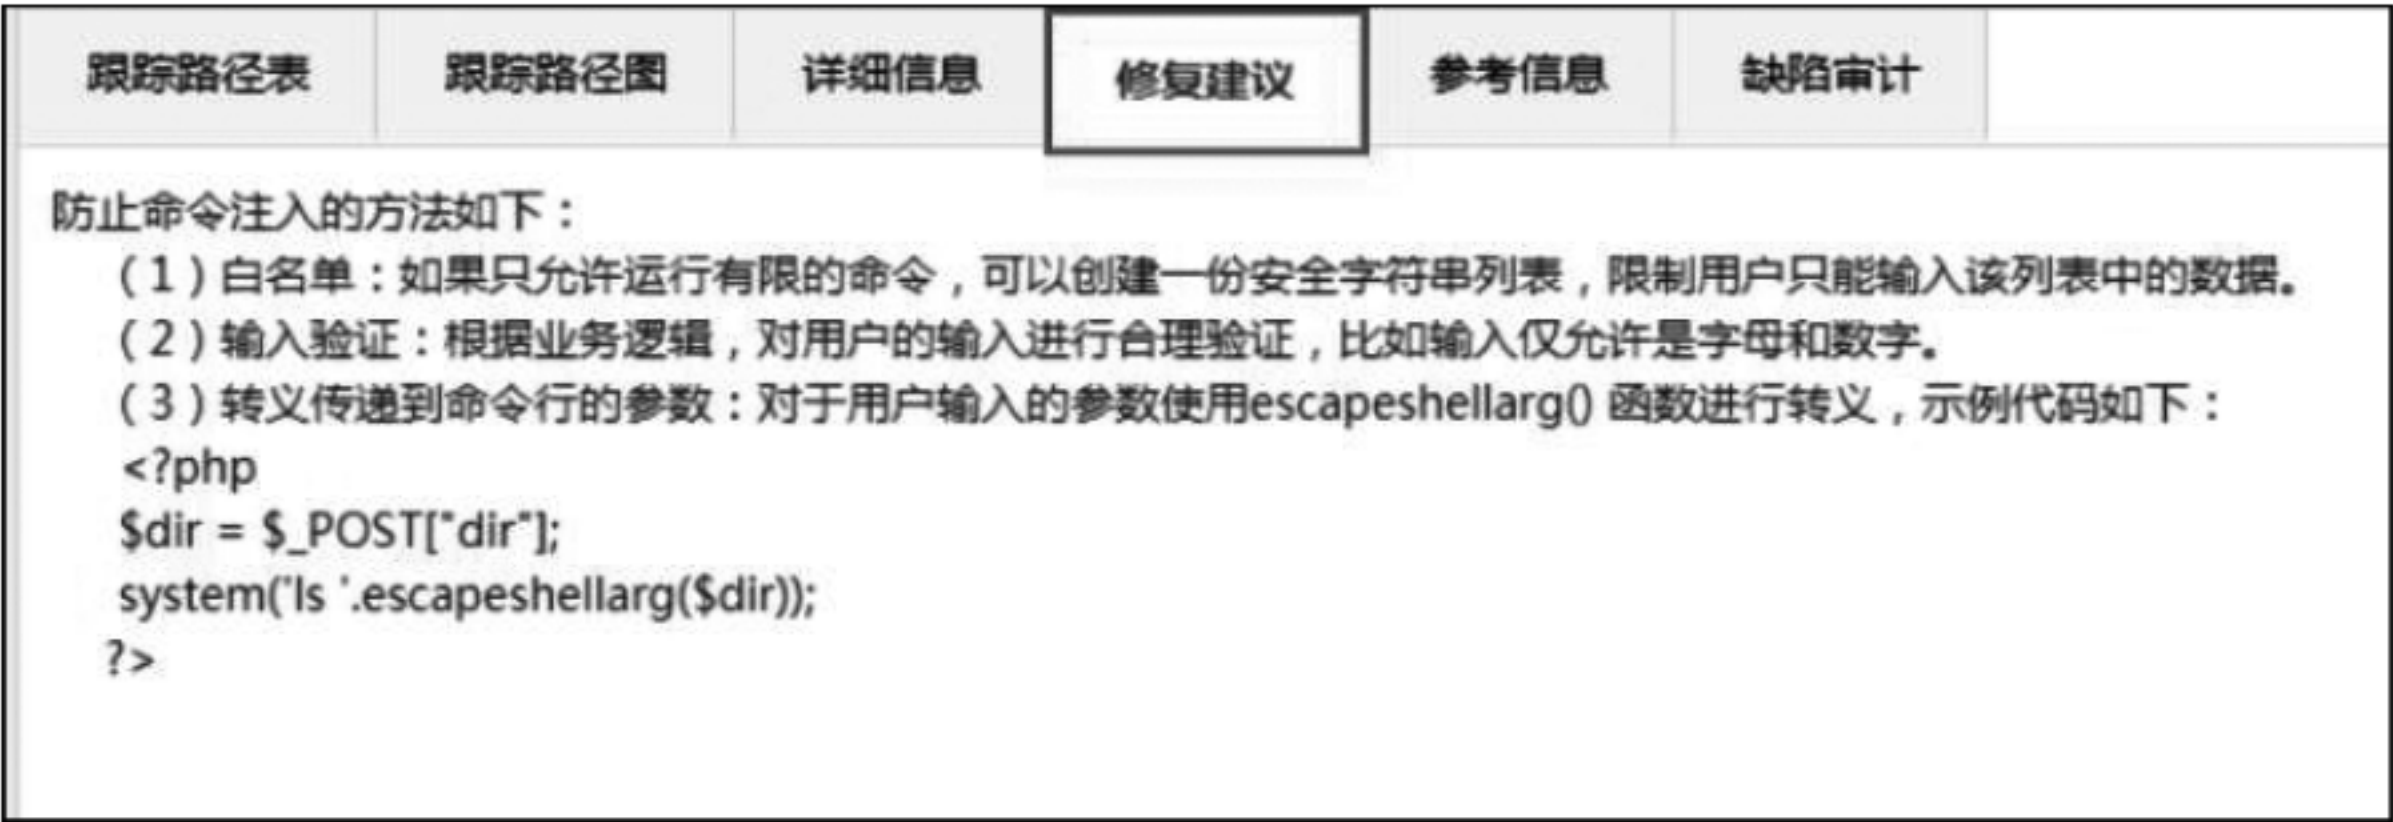 跟踪路径表 跟踪路径图 详细信息 修复建议 参考信息 缺陷审计
防止命令注入的方法如下：
（1）白名单：如果只允许运行有限的命令，可以创建一份安全字符串列表，限制用户只能输入该列表中的数据。
（2）输入验证：根据业务逻辑，对用户的输入进行合理验证，比如输入仅允许是字母和数字。
（3）转义传递到命令行的参数：对于用户输入的参数使用escapeshellarg() 函数进行转义，示例代码如下：
<?php
$dir = $_POST["dir"];
system('ls '.escapeshellarg($dir));
?>